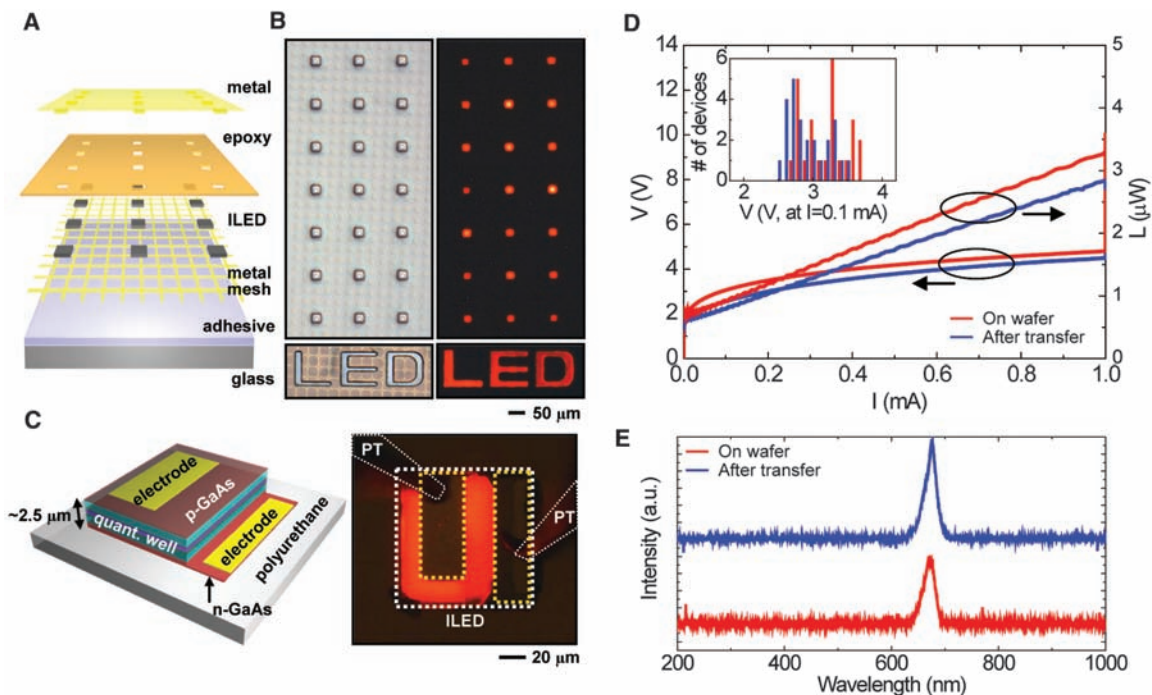 A
metal
epoxy
ILED
metal
mesh
adhesive
glass
B
LED
LED
50 μm
C
electrode
p-GaAs
~2.5 μm
quant. well
electrode
polyurethane
n-GaAs
PT
PT
ILED
20 μm
D
14
12
10
8
6
4
2
0
V (V)
5
4
3
2
1
0
L (μW)
6
4
2
0
# of devices
2 3 4
V (V, at I=0.1 mA)
On wafer
After transfer
0.0 0.2 0.4 0.6 0.8 1.0
I (mA)
E
On wafer
After transfer
Intensity (a.u.)
200 400 600 800 1000
Wavelength (nm)